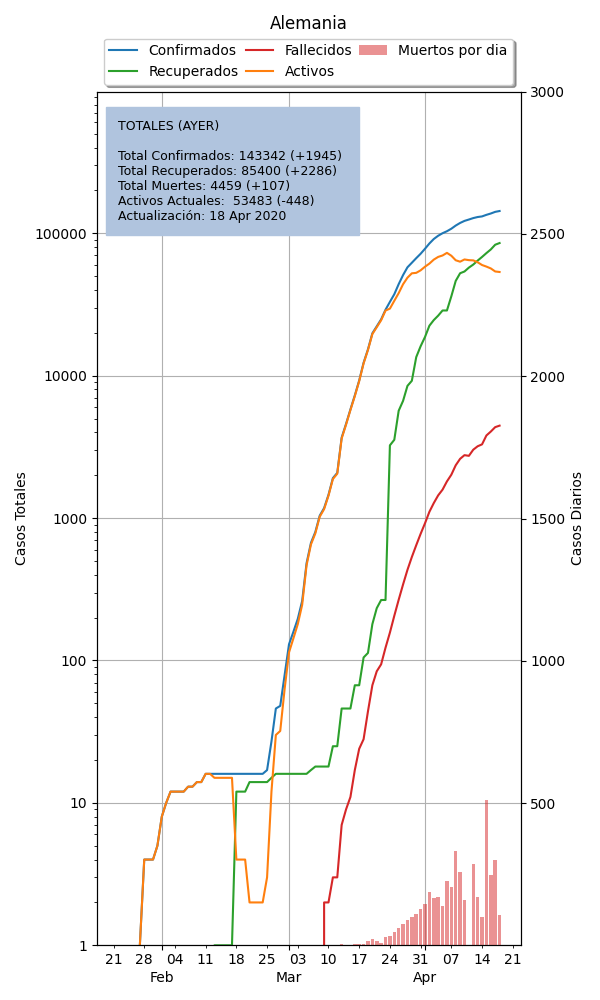 Alemania
Confirmados Fallecidos Muertos por dia
Recuperados Activos
TOTALES (AYER)
Total Confirmados: 143342 (+1945)
Total Recuperados: 85400 (+2286)
Total Muertes: 4459 (+107)
Activos Actuales:  53483 (-448)
Actualización: 18 Apr 2020
Casos Totales
100000
10000
1000
100
10
1
3000
2500
2000
1500
1000
500
Casos Diarios
21 28 04 11 18 25 03 10 17 24 31 07 14 21
Feb Mar Apr